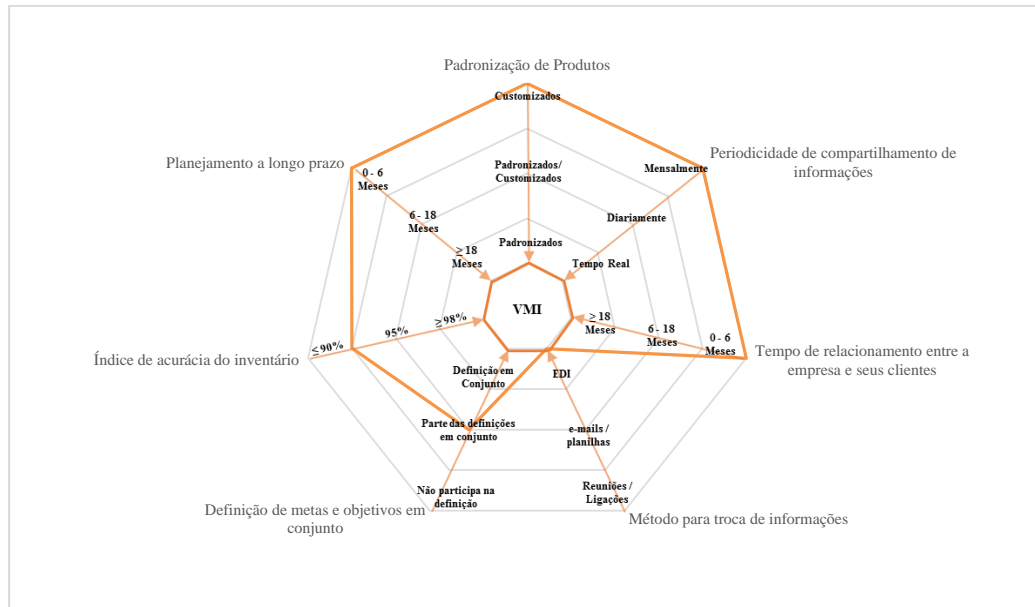 Padronização de Produtos
Customizados
Planejamento a longo prazo
Periodicidade de compartilhamento de
informações
0 - 6
Meses
Padronizados/
Customizados
Mensalmente
6 - 18
Meses
Diariamente
≥ 18
Meses
Padronizados
Tempo Real
VMI
≥ 18
Meses
6 - 18
Meses
0 - 6
Meses
≤ 90%
95%
≥ 98%
Índice de acurácia do inventário
Tempo de relacionamento entre a
empresa e seus clientes
Definição em
Conjunto
EDI
Parte das definições
em conjunto
e-mails /
planilhas
Não participa na
definição
Reuniões /
Ligações
Definição de metas e objetivos em
conjunto
Método para troca de informações